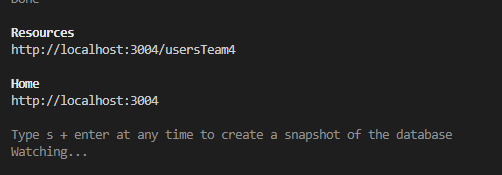 Done
Resources
http://localhost:3004/usersTeam4
Home
http://localhost:3004
Type s + enter at any time to create a snapshot of the database
Watching...